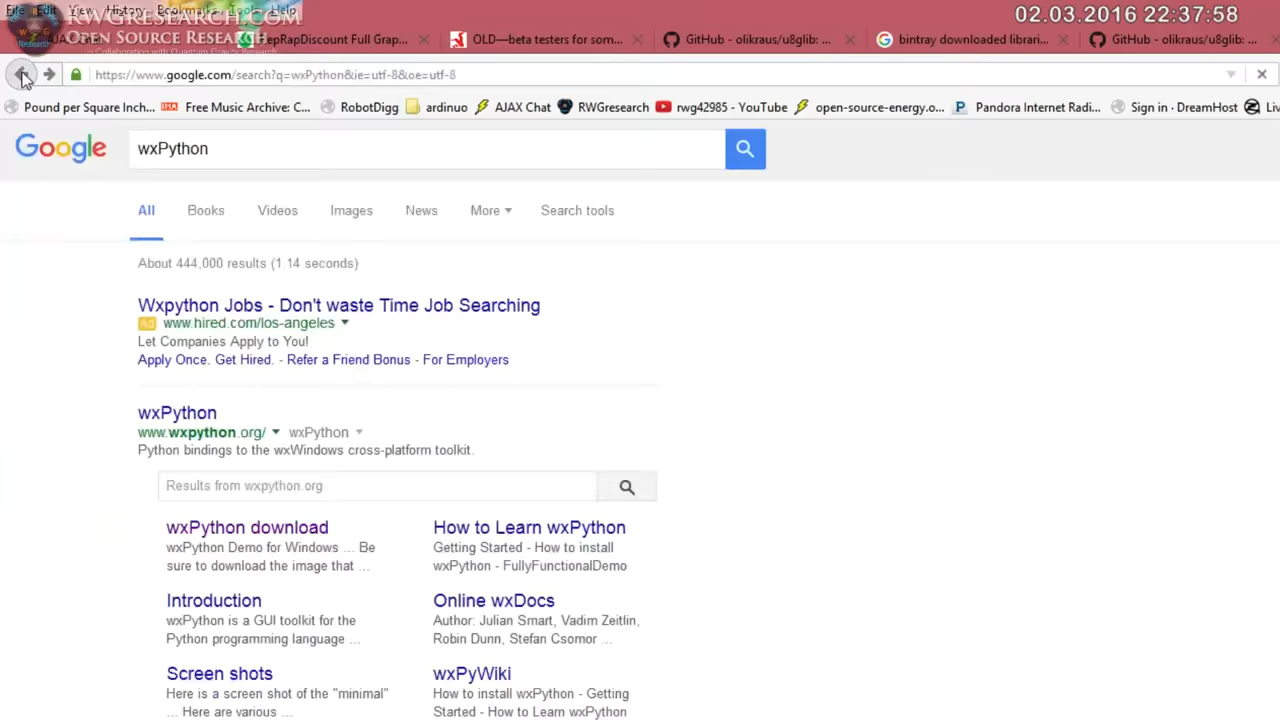 File Edit View History Bookmarks Tools Help
RWGRESEARCH.COM
OPEN SOURCE RESEARCH
In Collaboration with Quantum Gravity Research
02.03.2016 22:37:58
RepRapDiscount Full Grap...
OLD—beta testers for som...
GitHub - olikraus/u8glib: ...
bintray downloaded librari...
GitHub - olikraus/u8glib: ...
https://www.google.com/search?q=wxPython&ie=utf-8&oe=utf-8
Pound per Square Inch... Free Music Archive: C... RobotDigg ardinuo AJAX Chat RWGresearch rwg42985 - YouTube open-source-energy.o... Pandora Internet Radi... Sign in · DreamHost Liv
Google
wxPython
All Books Videos Images News More Search tools
About 444,000 results (1.14 seconds)
Wxpython Jobs - Don't waste Time Job Searching
Ad www.hired.com/los-angeles
Let Companies Apply to You!
Apply Once. Get Hired. - Refer a Friend Bonus - For Employers
wxPython
www.wxpython.org/ wxPython
Python bindings to the wxWindows cross-platform toolkit.
Results from wxpython.org
wxPython download
wxPython Demo for Windows ... Be
sure to download the image that ...
How to Learn wxPython
Getting Started - How to install
wxPython - FullyFunctionalDemo
Introduction
wxPython is a GUI toolkit for the
Python programming language ...
Online wxDocs
Author: Julian Smart, Vadim Zeitlin,
Robin Dunn, Stefan Csomor ...
Screen shots
Here is a screen shot of the "minimal"
... Here are various ...
wxPyWiki
How to install wxPython - Getting
Started - How to Learn wxPython